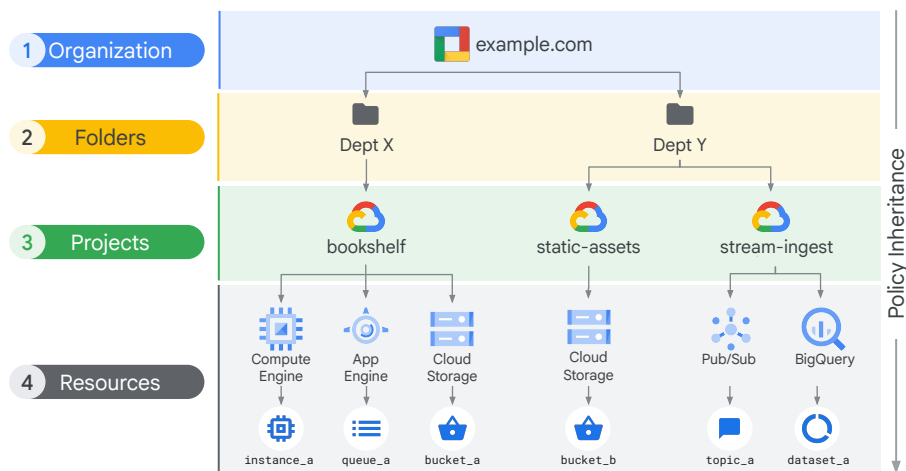 1 Organization
example.com
2 Folders
Dept X
Dept Y
3 Projects
bookshelf
static-assets
stream-ingest
4 Resources
Compute
Engine
App
Engine
Cloud
Storage
Cloud
Storage
Pub/Sub
BigQuery
instance_a
queue_a
bucket_a
bucket_b
topic_a
dataset_a
Policy Inheritance